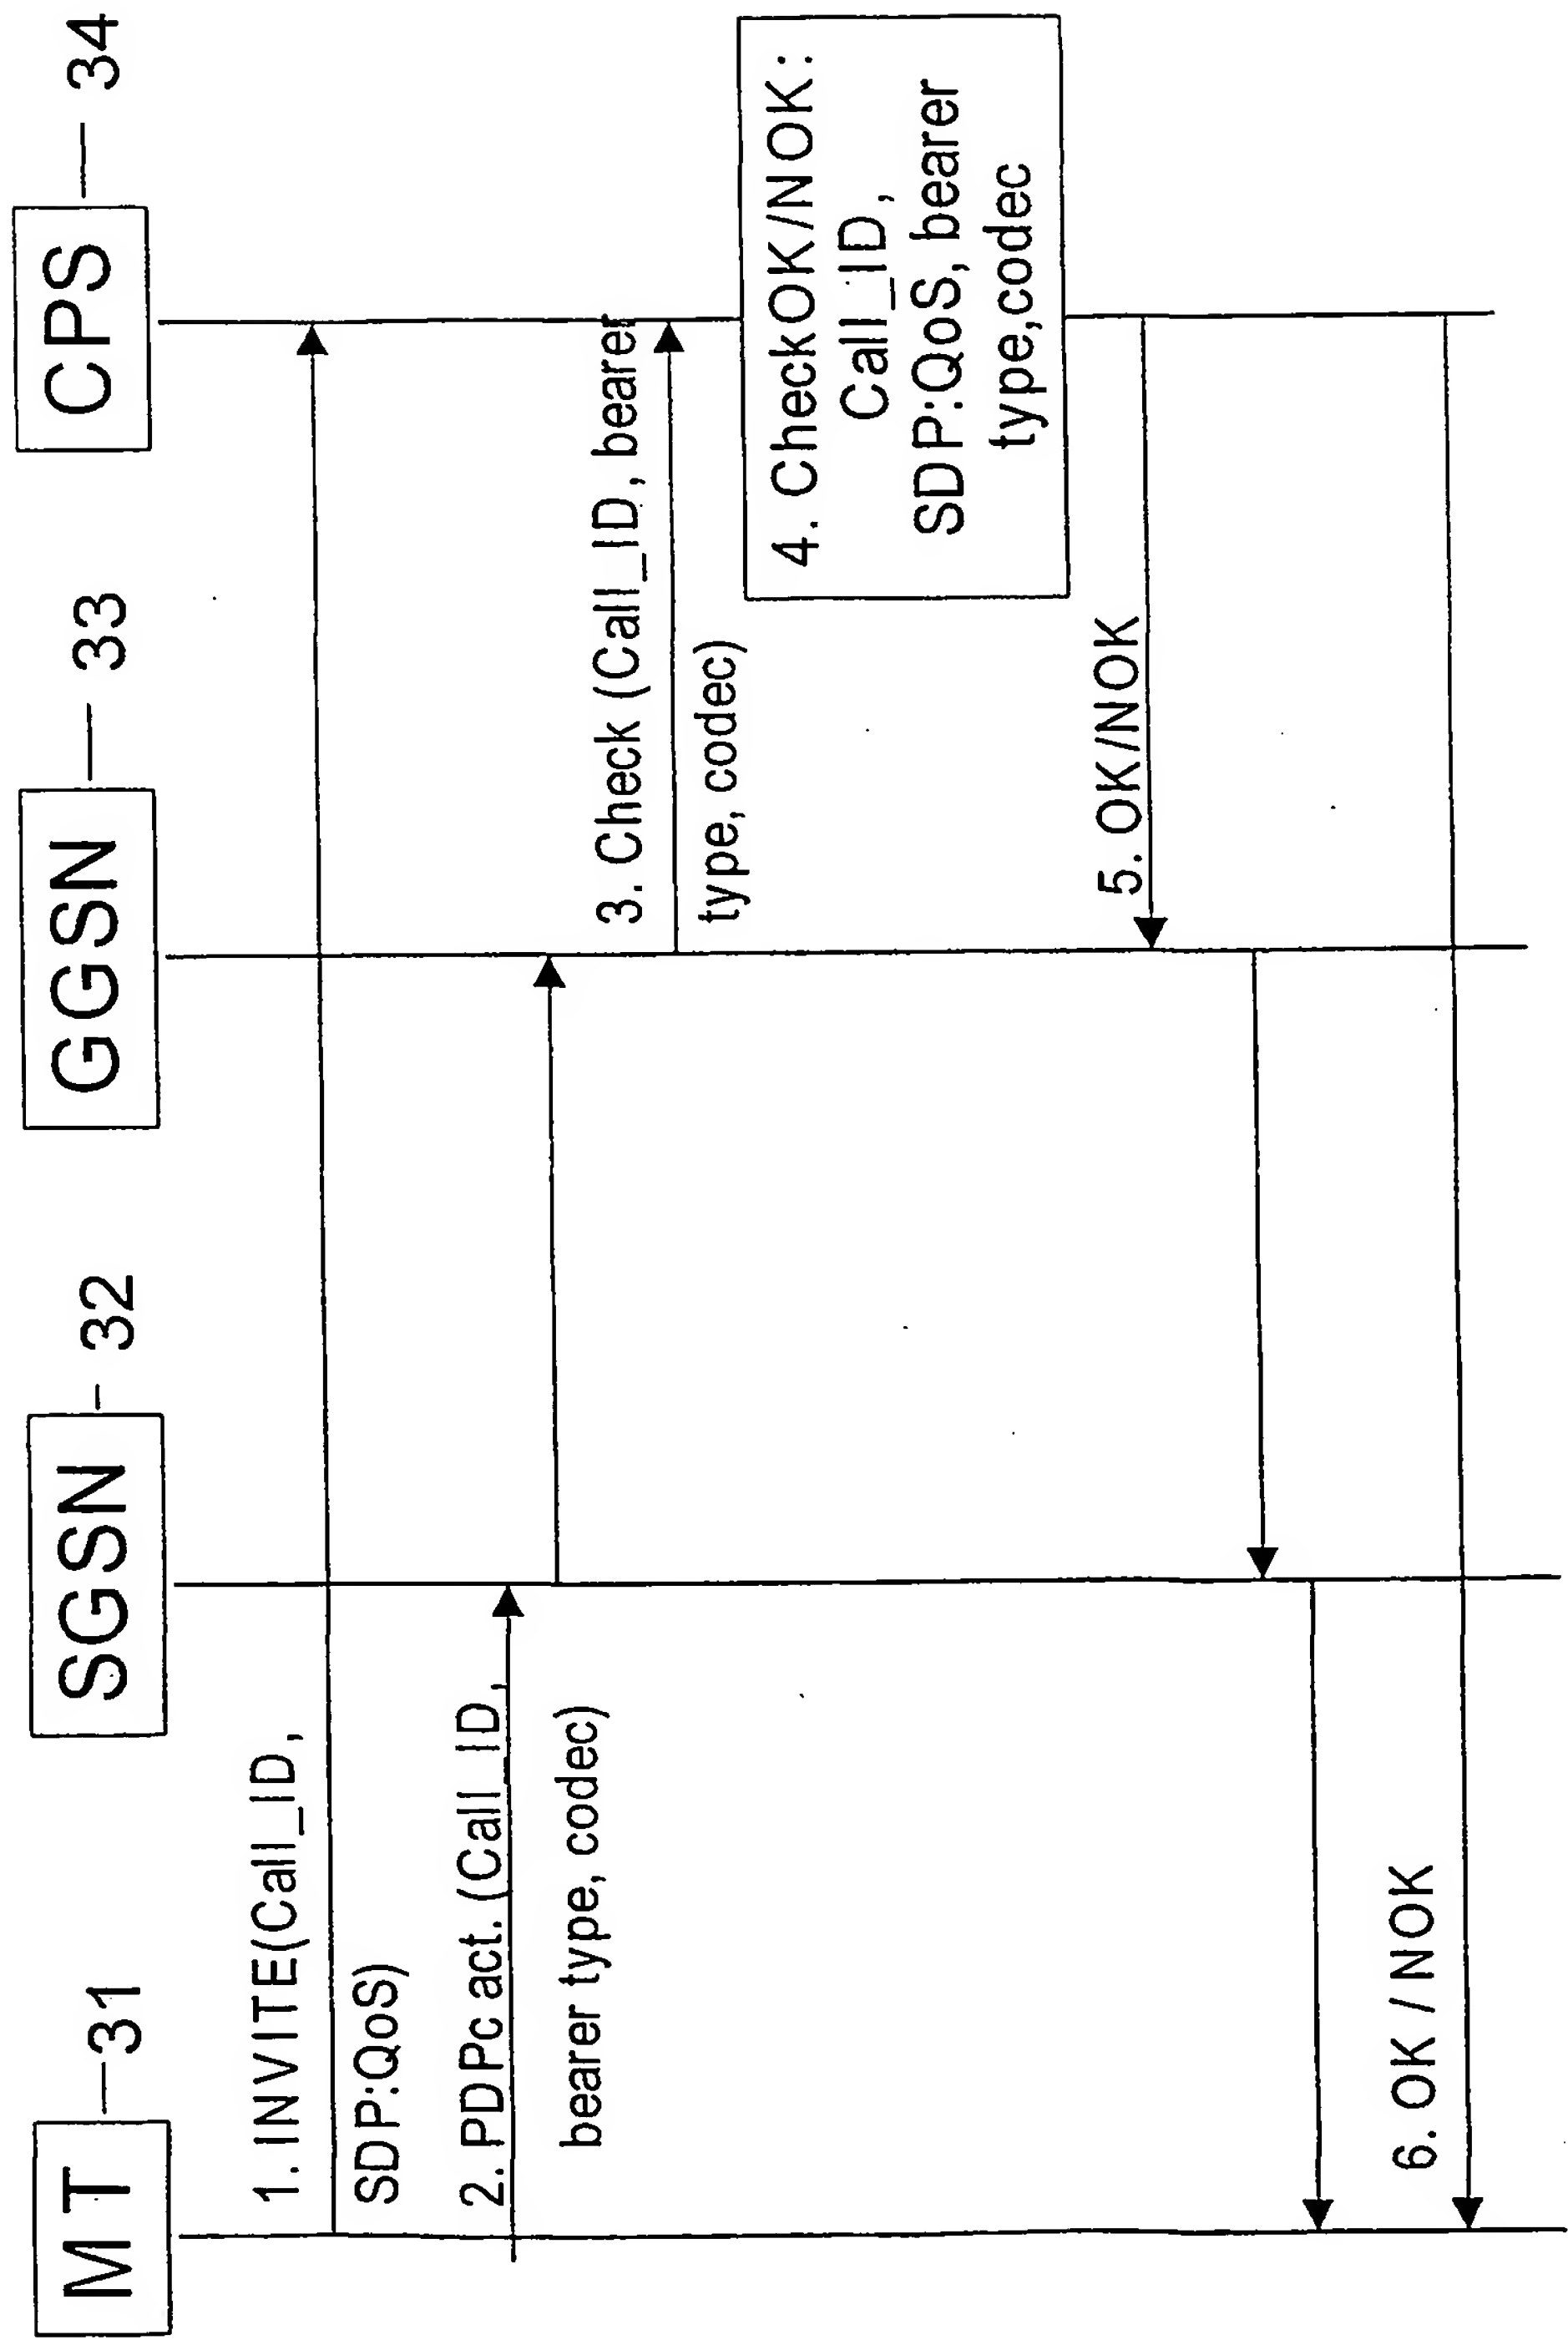 MT
31
SGSN
32
GGSN
33
CPS
34
1. INVITE(Call_ID,
SDP:QoS)
2. PDPc act. (Call_ID,
bearer type, codec)
3. Check (Call_ID, bearer
type, codec)
4. CheckOK/NOK:
Call_ID,
SDP:QoS, bearer
type,codec
5. OK/NOK
6. OK / NOK